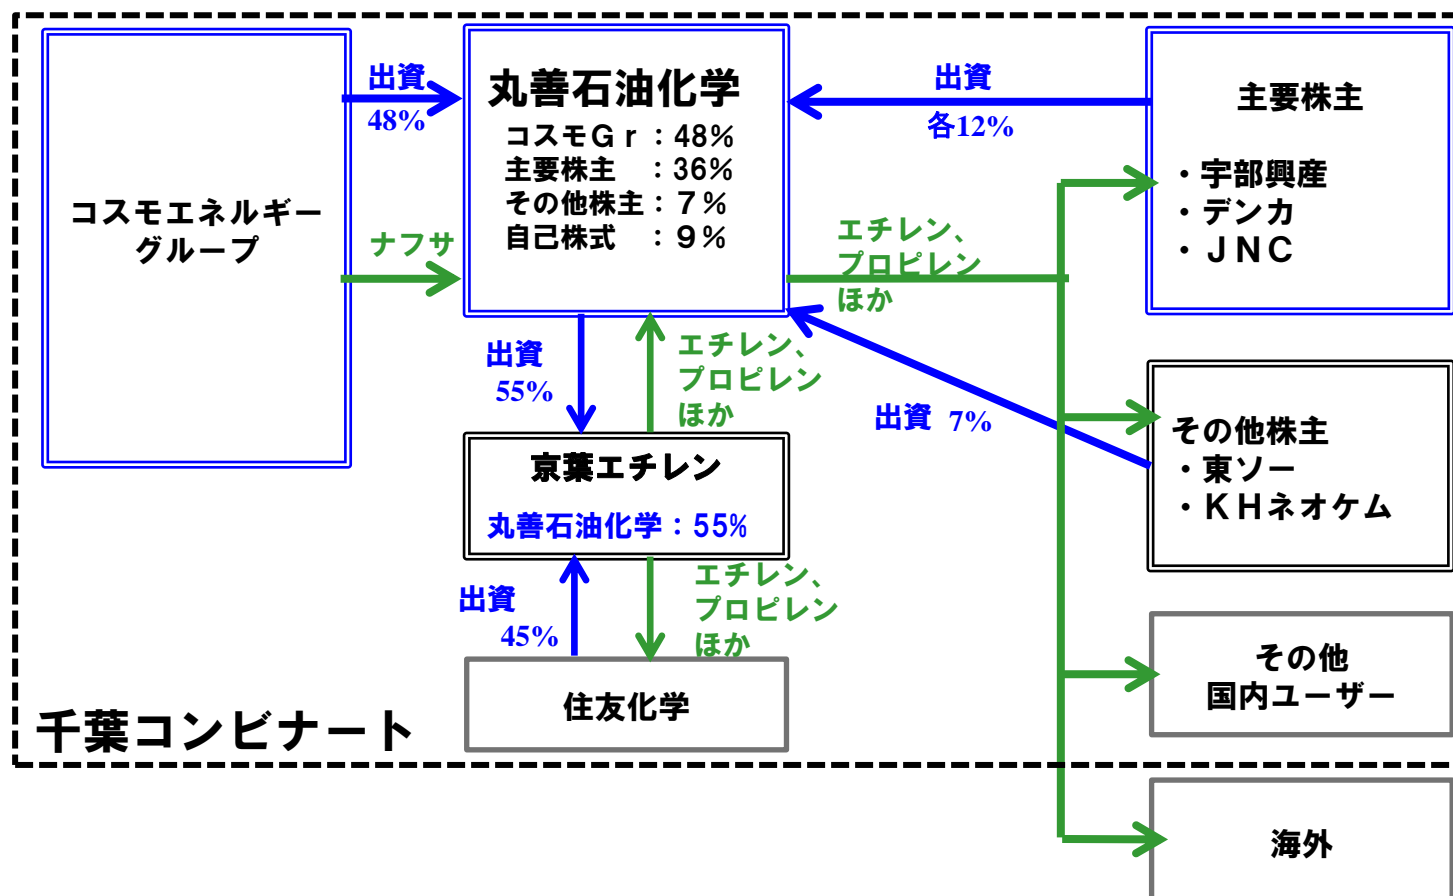 コスモエネルギー
グループ
出資
48%
ナフサ
丸善石油化学
コスモＧｒ：48%
主要株主　：36%
その他株主：７%
自己株式　：９%
出資
各12%
主要株主
・宇部興産
・デンカ
・ＪＮＣ
エチレン、
プロピレン
ほか
出資
55%
エチレン、
プロピレン
ほか
出資 7%
その他株主
・東ソー
・ＫＨネオケム
京葉エチレン
丸善石油化学：55%
出資
45%
エチレン、
プロピレン
ほか
住友化学
その他
国内ユーザー
千葉コンビナート
海外